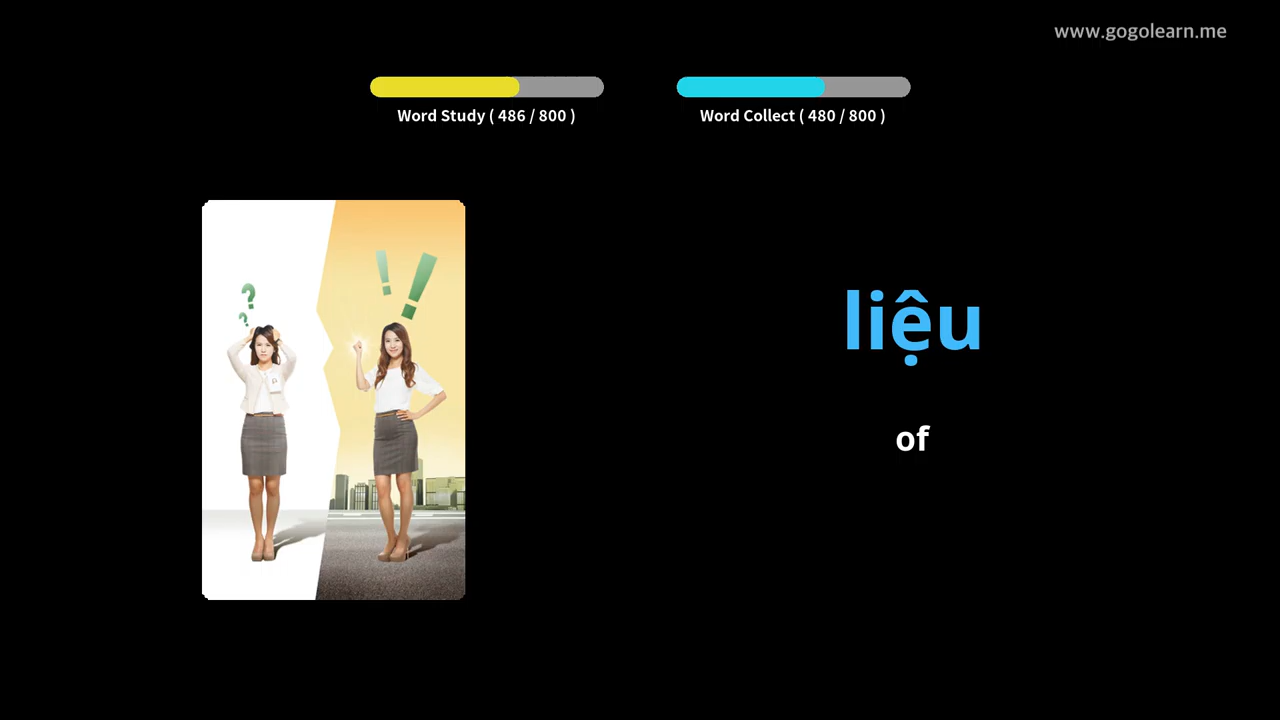 www.gogolearn.me
Word Study ( 486 / 800 )
Word Collect ( 480 / 800 )
? ?
! !
liệu
of